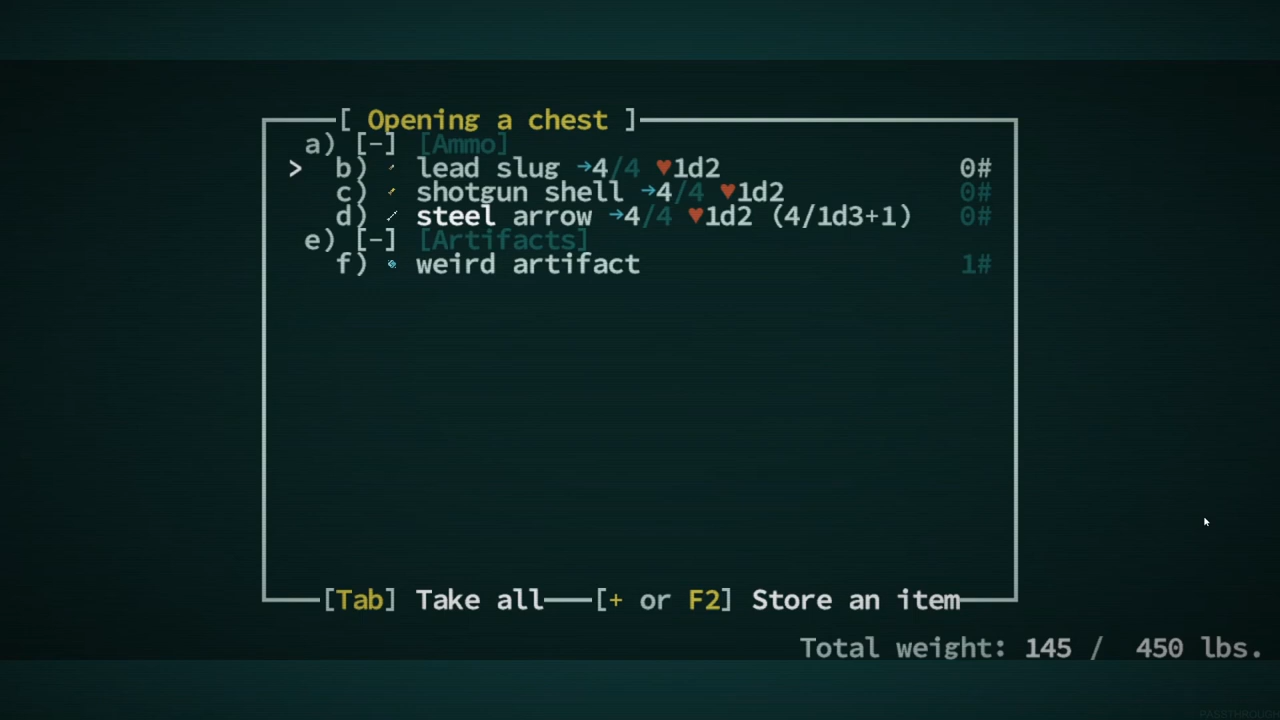 [ Opening a chest ]
a) [-] [Ammo]
> b) lead slug →4/4 ♥1d2 0#
c) shotgun shell →4/4 ♥1d2 0#
d) steel arrow →4/4 ♥1d2 (4/1d3+1) 0#
e) [-] [Artifacts]
f) weird artifact 1#
[Tab] Take all [+ or F2] Store an item
Total weight: 145 / 450 lbs.